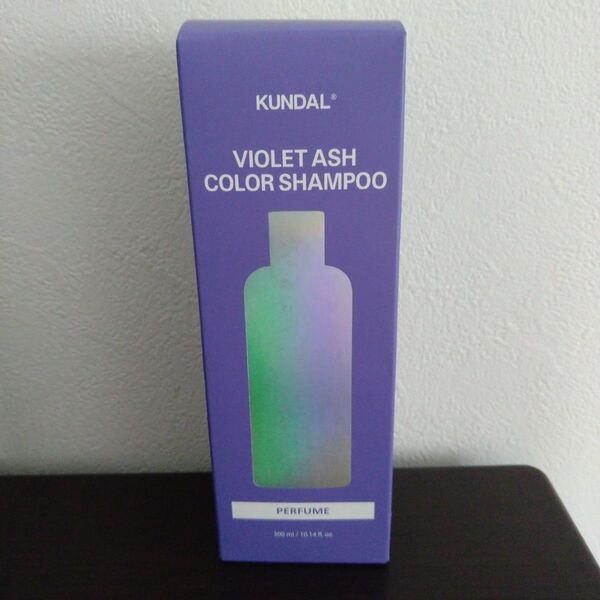 KUNDAL®
VIOLET ASH
COLOR SHAMPOO
PERFUME
300 ml / 10.14 fl. oz.